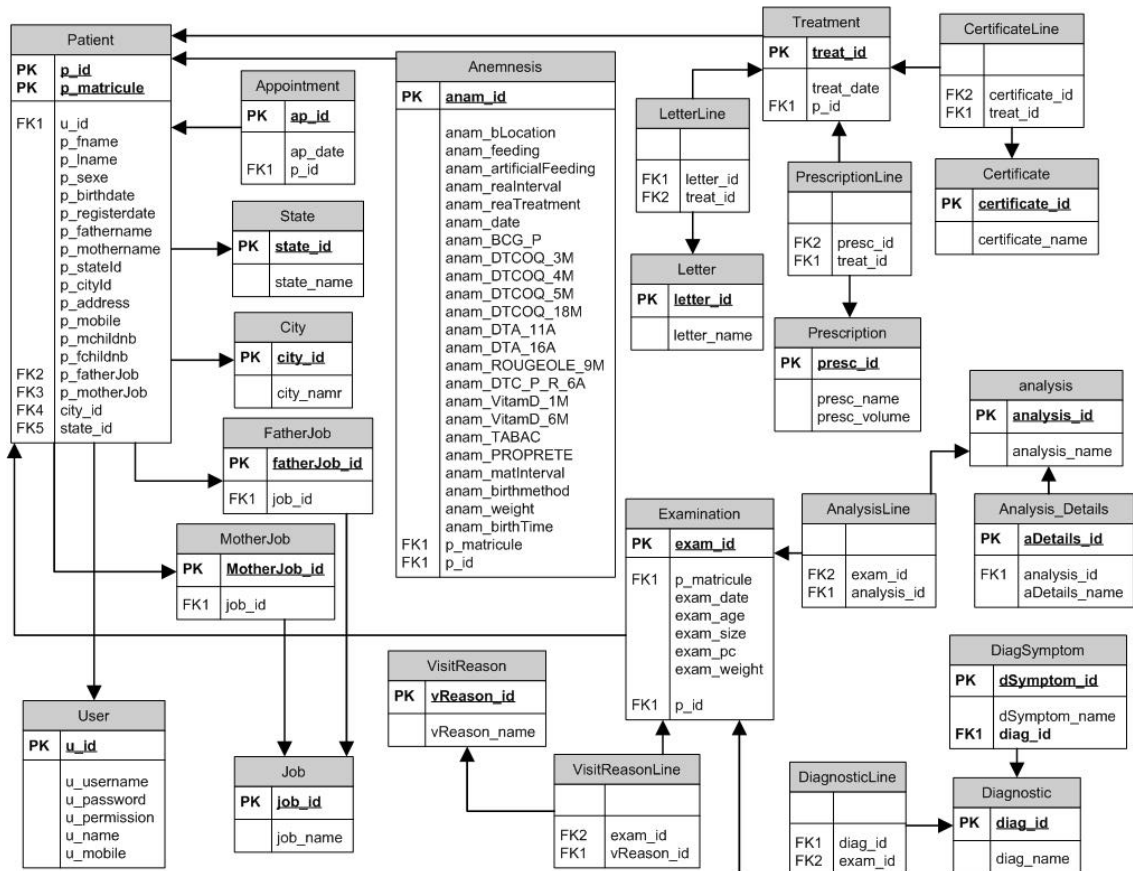 Patient
PK p_id
PK p_matricule
FK1 u_id
p_fname
p_lname
p_sexe
p_birthdate
p_registerdate
p_fathername
p_mothername
p_stateId
p_cityId
p_address
p_mobile
p_mchildnb
p_fchildnb
FK2 p_fatherJob
FK3 p_motherJob
FK4 city_id
FK5 state_id
Appointment
PK ap_id
ap_date
FK1 p_id
State
PK state_id
state_name
City
PK city_id
city_namr
FatherJob
PK fatherJob_id
FK1 job_id
MotherJob
PK MotherJob_id
FK1 job_id
User
PK u_id
u_username
u_password
u_permission
u_name
u_mobile
Job
PK job_id
job_name
Anemnesis
PK anam_id
anam_bLocation
anam_feeding
anam_artificialFeeding
anam_reaInterval
anam_reaTreatment
anam_date
anam_BCG_P
anam_DTCOQ_3M
anam_DTCOQ_4M
anam_DTCOQ_5M
anam_DTCOQ_18M
anam_DTA_11A
anam_DTA_16A
anam_ROUGEOLE_9M
anam_DTC_P_R_6A
anam_VitamD_1M
anam_VitamD_6M
anam_TABAC
anam_PROPRETE
anam_matInterval
anam_birthmethod
anam_weight
anam_birthTime
FK1 p_matricule
FK1 p_id
Treatment
PK treat_id
treat_date
FK1 p_id
CertificateLine
FK2 certificate_id
FK1 treat_id
LetterLine
FK1 letter_id
FK2 treat_id
PrescriptionLine
FK2 presc_id
FK1 treat_id
Certificate
PK certificate_id
certificate_name
Letter
PK letter_id
letter_name
Prescription
PK presc_id
presc_name
presc_volume
analysis
PK analysis_id
analysis_name
Examination
PK exam_id
FK1 p_matricule
exam_date
exam_age
exam_size
exam_pc
exam_weight
FK1 p_id
AnalysisLine
FK2 exam_id
FK1 analysis_id
Analysis_Details
PK aDetails_id
FK1 analysis_id
aDetails_name
VisitReason
PK vReason_id
vReason_name
VisitReasonLine
FK2 exam_id
FK1 vReason_id
DiagSymptom
PK dSymptom_id
dSymptom_name
FK1 diag_id
DiagnosticLine
FK1 diag_id
FK2 exam_id
Diagnostic
PK diag_id
diag_name